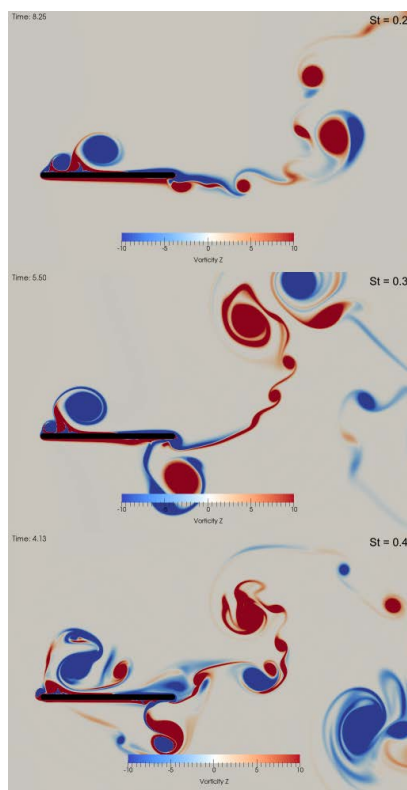 Time: 8.25
St = 0.2
-10 -5 0 5 10
Vorticity Z
Time: 5.50
St = 0.3
-10 -5 0 5 10
Vorticity Z
Time: 4.13
St = 0.4
-10 -5 0 5 10
Vorticity Z